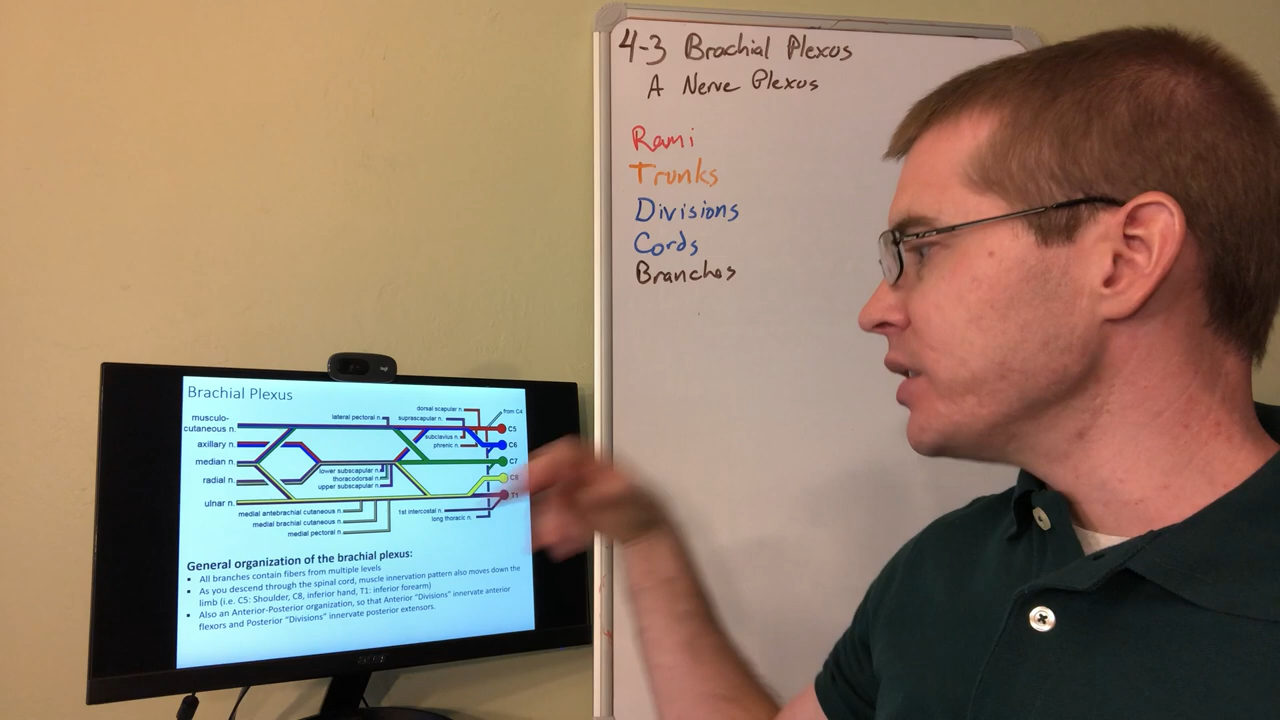 4-3 Brachial Plexus
A Nerve Plexus
Rami
Trunks
Divisions
Cords
Branches
Brachial Plexus
musculo-
cutaneous n.
axillary n.
median n.
radial n.
ulnar n.
lateral pectoral n.
dorsal scapular n.
suprascapular n.
from C4
subclavius n.
phrenic n.
C5
C6
C7
C8
T1
lower subscapular n.
thoracodorsal n.
upper subscapular n.
medial antebrachial cutaneous n.
medial brachial cutaneous n.
medial pectoral n.
1st intercostal n.
long thoracic n.
General organization of the brachial plexus:
▪ All branches contain fibers from multiple levels
▪ As you descend through the spinal cord, muscle innervation pattern also moves down the
limb (i.e. C5: Shoulder, C8, inferior hand, T1: inferior forearm)
▪ Also an Anterior-Posterior organization, so that Anterior "Divisions" innervate anterior
flexors and Posterior "Divisions" innervate posterior extensors.